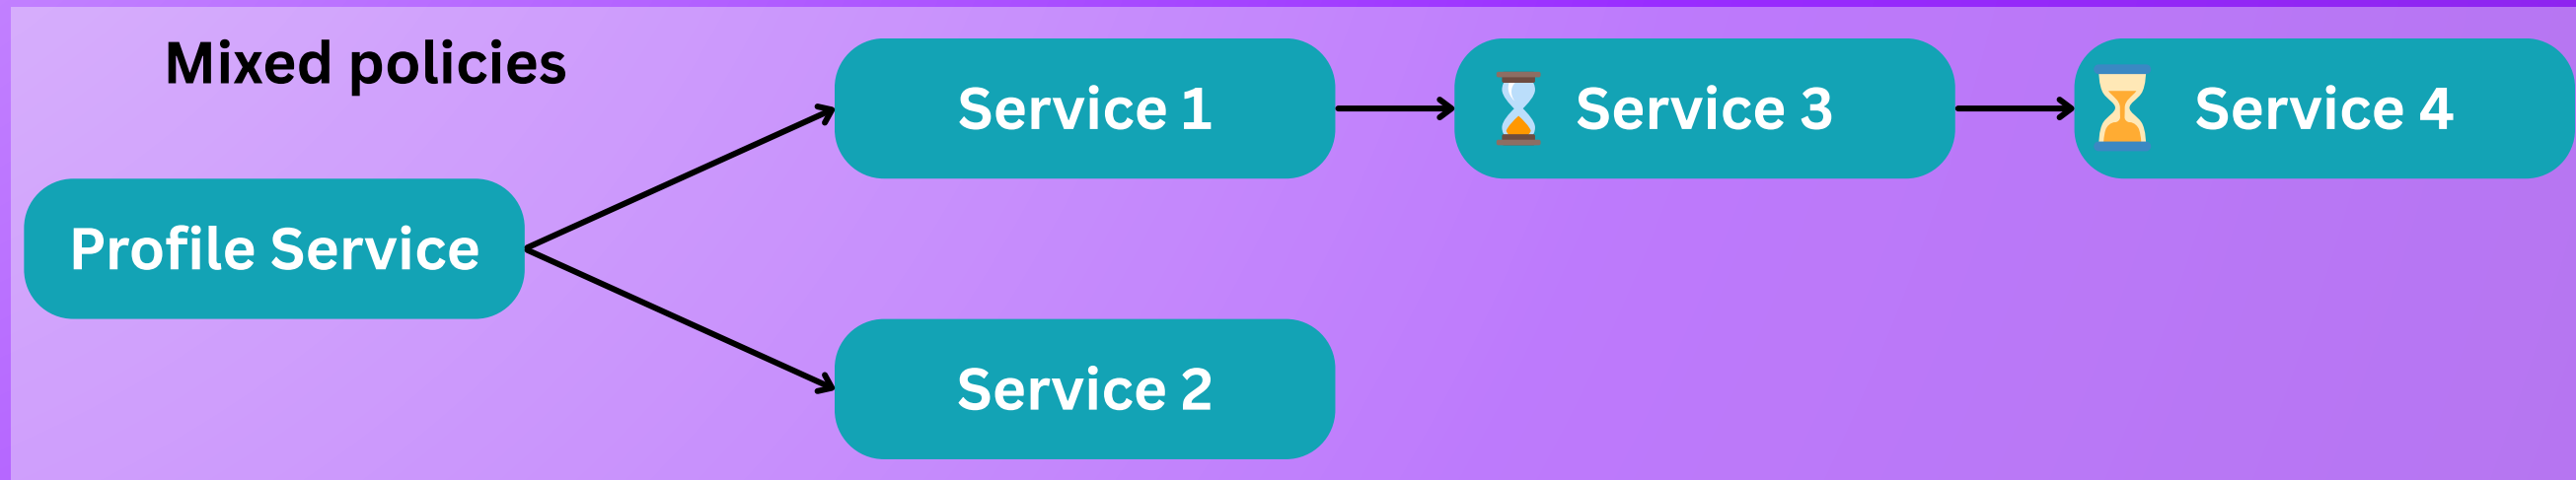 Mixed policies
Profile Service
Service 1
Service 3
Service 4
Service 2